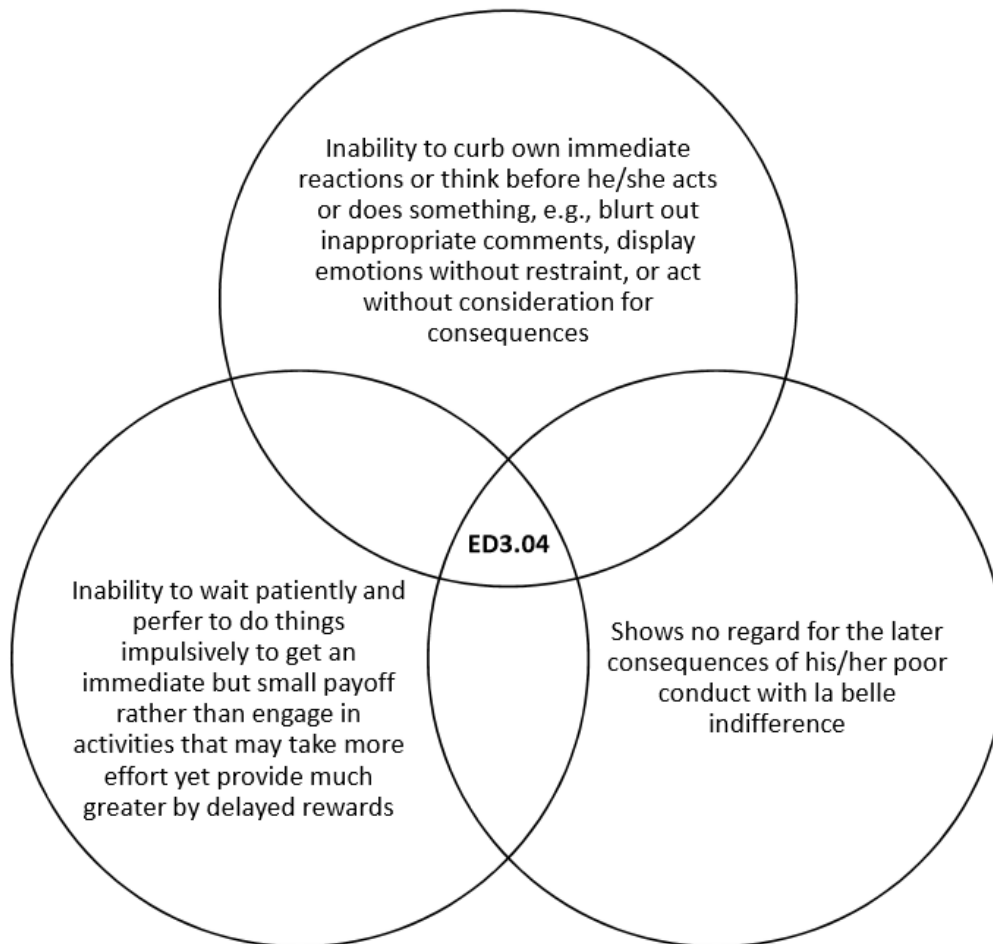 Inability to curb own immediate
reactions or think before he/she acts
or does something, e.g., blurt out
inappropriate comments, display
emotions without restraint, or act
without consideration for
consequences
ED3.04
Inability to wait patiently and
perfer to do things
impulsively to get an
immediate but small payoff
rather than engage in
activities that may take more
effort yet provide much
greater by delayed rewards
Shows no regard for the later
consequences of his/her poor
conduct with la belle
indifference